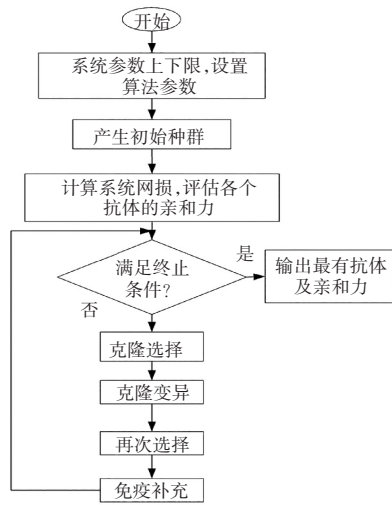 开始
系统参数上下限,设置
算法参数
产生初始种群
计算系统网损,评估各个
抗体的亲和力
满足终止
条件?
是
输出最有抗体
及亲和力
否
克隆选择
克隆变异
再次选择
免疫补充